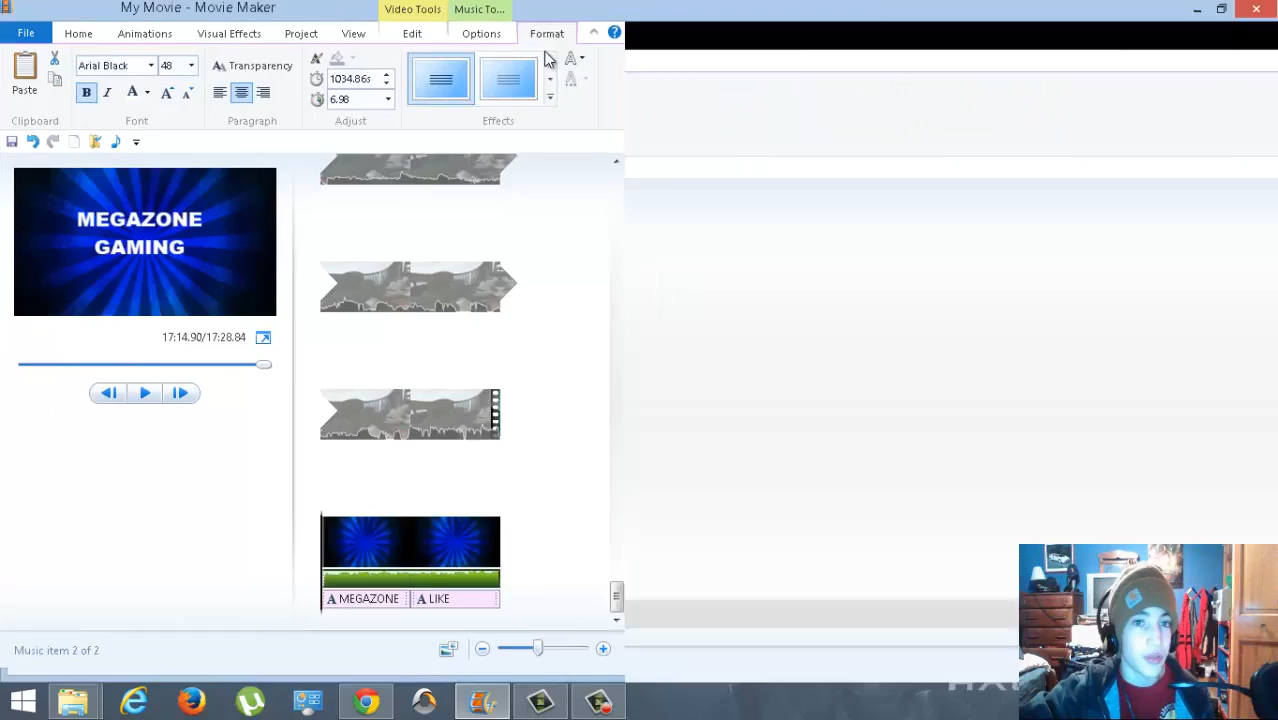 My Movie - Movie Maker
Video Tools
Music To...
File
Home
Animations
Visual Effects
Project
View
Edit
Options
Format
Paste
Clipboard
Arial Black
48
B I A A A
Font
Transparency
Paragraph
1034.86s
6.98
Adjust
Effects
MEGAZONE
GAMING
17:14.90/17:28.84
A MEGAZONE
A LIKE
Music item 2 of 2